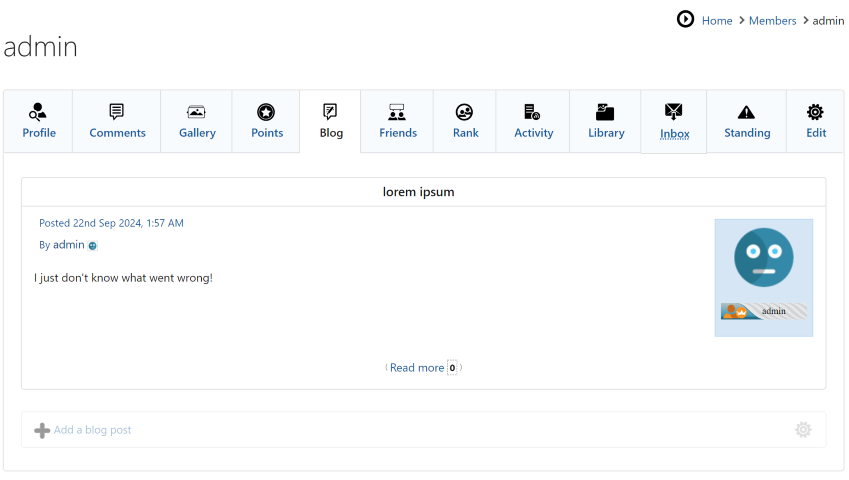 Home > Members > admin
admin
Profile Comments Gallery Points Blog Friends Rank Activity Library Inbox Standing Edit
lorem ipsum
Posted 22nd Sep 2024, 1:57 AM
By admin
I just don't know what went wrong!
admin
( Read more 0 )
Add a blog post